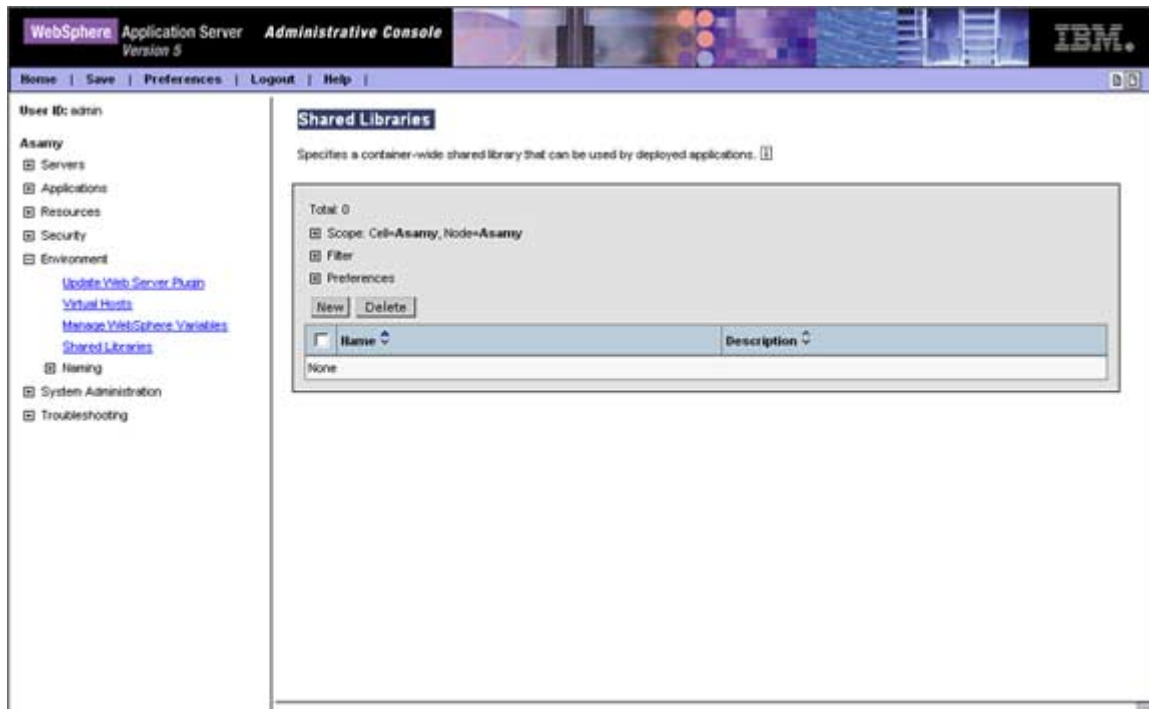 WebSphere Application Server Administrative Console
Version 5
IBM.
Home | Save | Preferences | Logout | Help |
User ID: admin
Asamy
Servers
Applications
Resources
Security
Environment
Update Web Server Plugin
Virtual Hosts
Manage WebSphere Variables
Shared Libraries
Naming
System Administration
Troubleshooting
Shared Libraries
Specifies a container-wide shared library that can be used by deployed applications. i
Total: 0
Scope: Cell=Asamy, Node=Asamy
Filter
Preferences
New Delete
Name Description
None